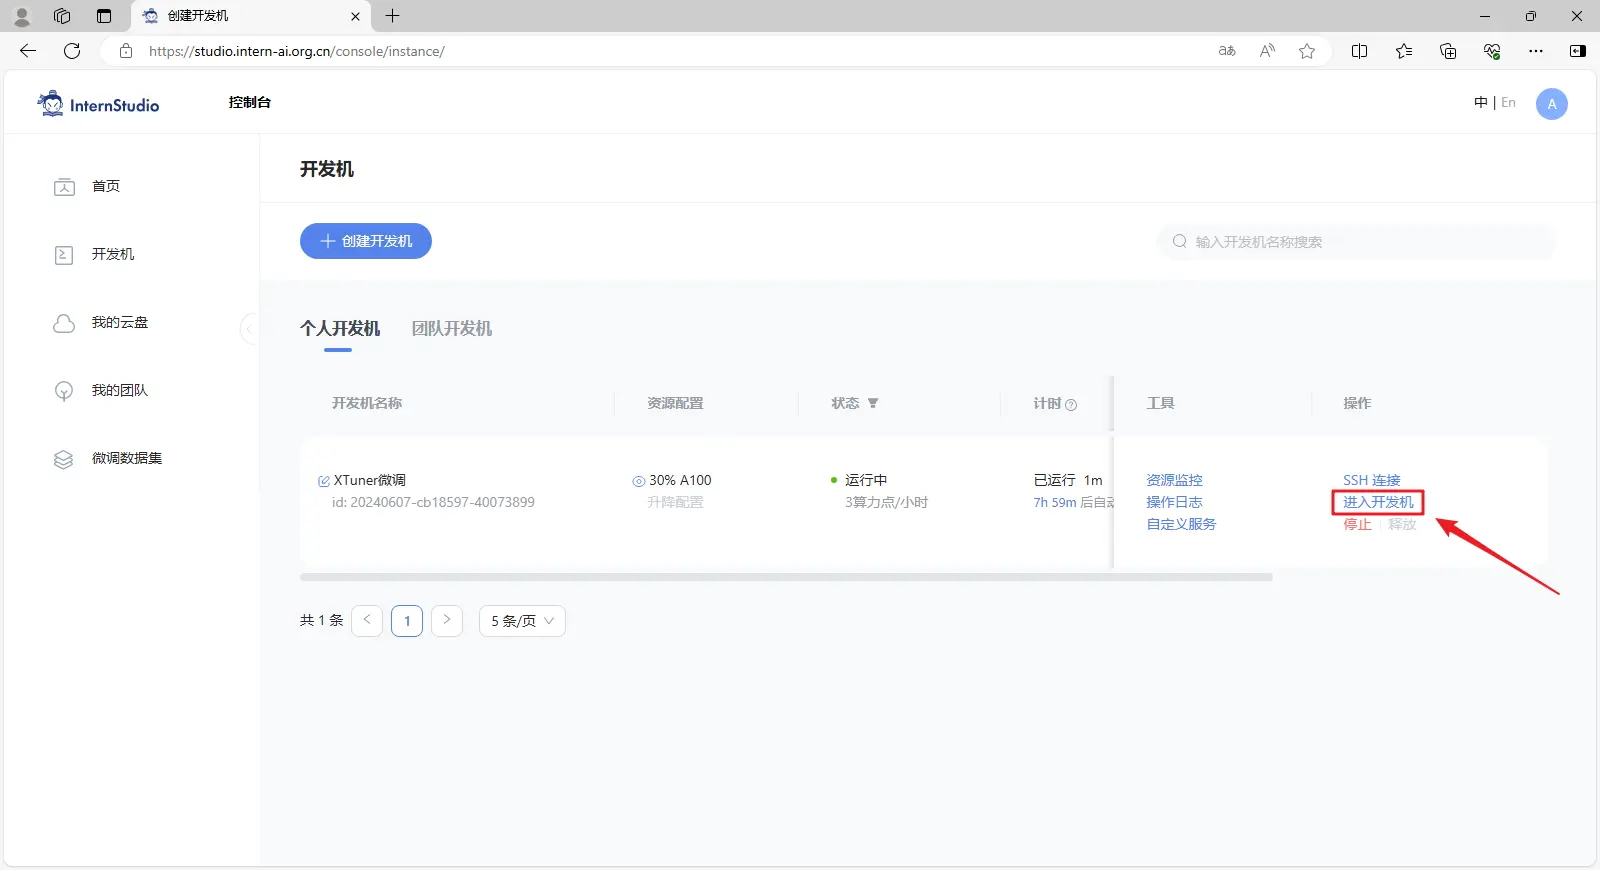 创建开发机
https://studio.intern-ai.org.cn/console/instance/
InternStudio
控制台
中 | En
A
首页
开发机
我的云盘
我的团队
微调数据集
开发机
创建开发机
输入开发机名称搜索
个人开发机 团队开发机
开发机名称 资源配置 状态 计时 工具 操作
XTuner微调 30% A100 运行中 已运行 1m 资源监控 SSH 连接
id: 20240607-cb18597-40073899 升降配置 3算力点/小时 7h 59m 后自动 操作日志 进入开发机
自定义服务 停止 释放
共 1 条 < 1 > 5 条/页